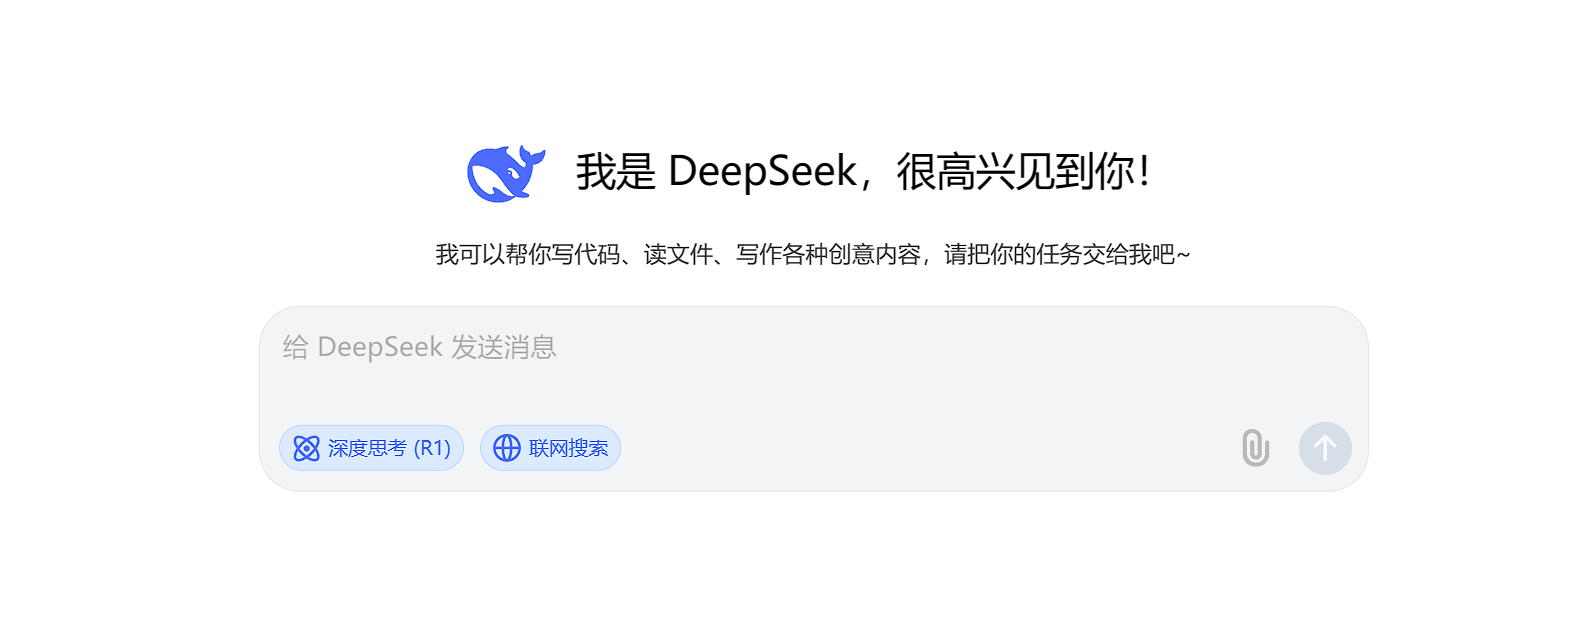 我是 DeepSeek，很高兴见到你！
我可以帮你写代码、读文件、写作各种创意内容，请把你的任务交给我吧~
给 DeepSeek 发送消息
深度思考 (R1) 联网搜索